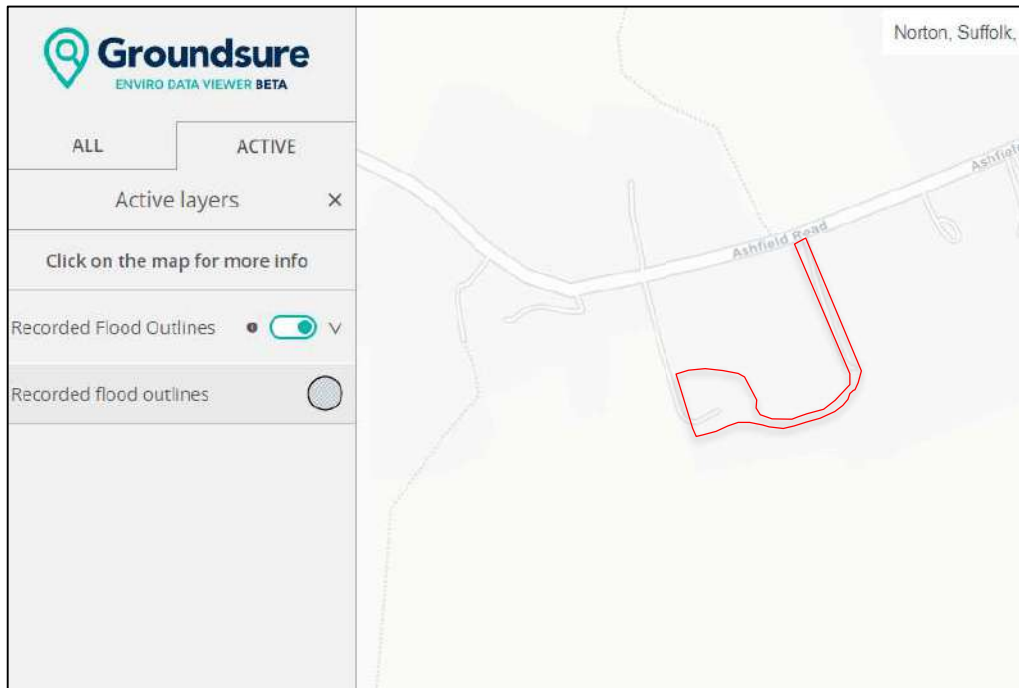 Groundsure
ENVIRO DATA VIEWER BETA
Norton, Suffolk,
ALL
ACTIVE
Active layers
Click on the map for more info
Recorded Flood Outlines
Recorded flood outlines
Ashfield Road
Ashfield